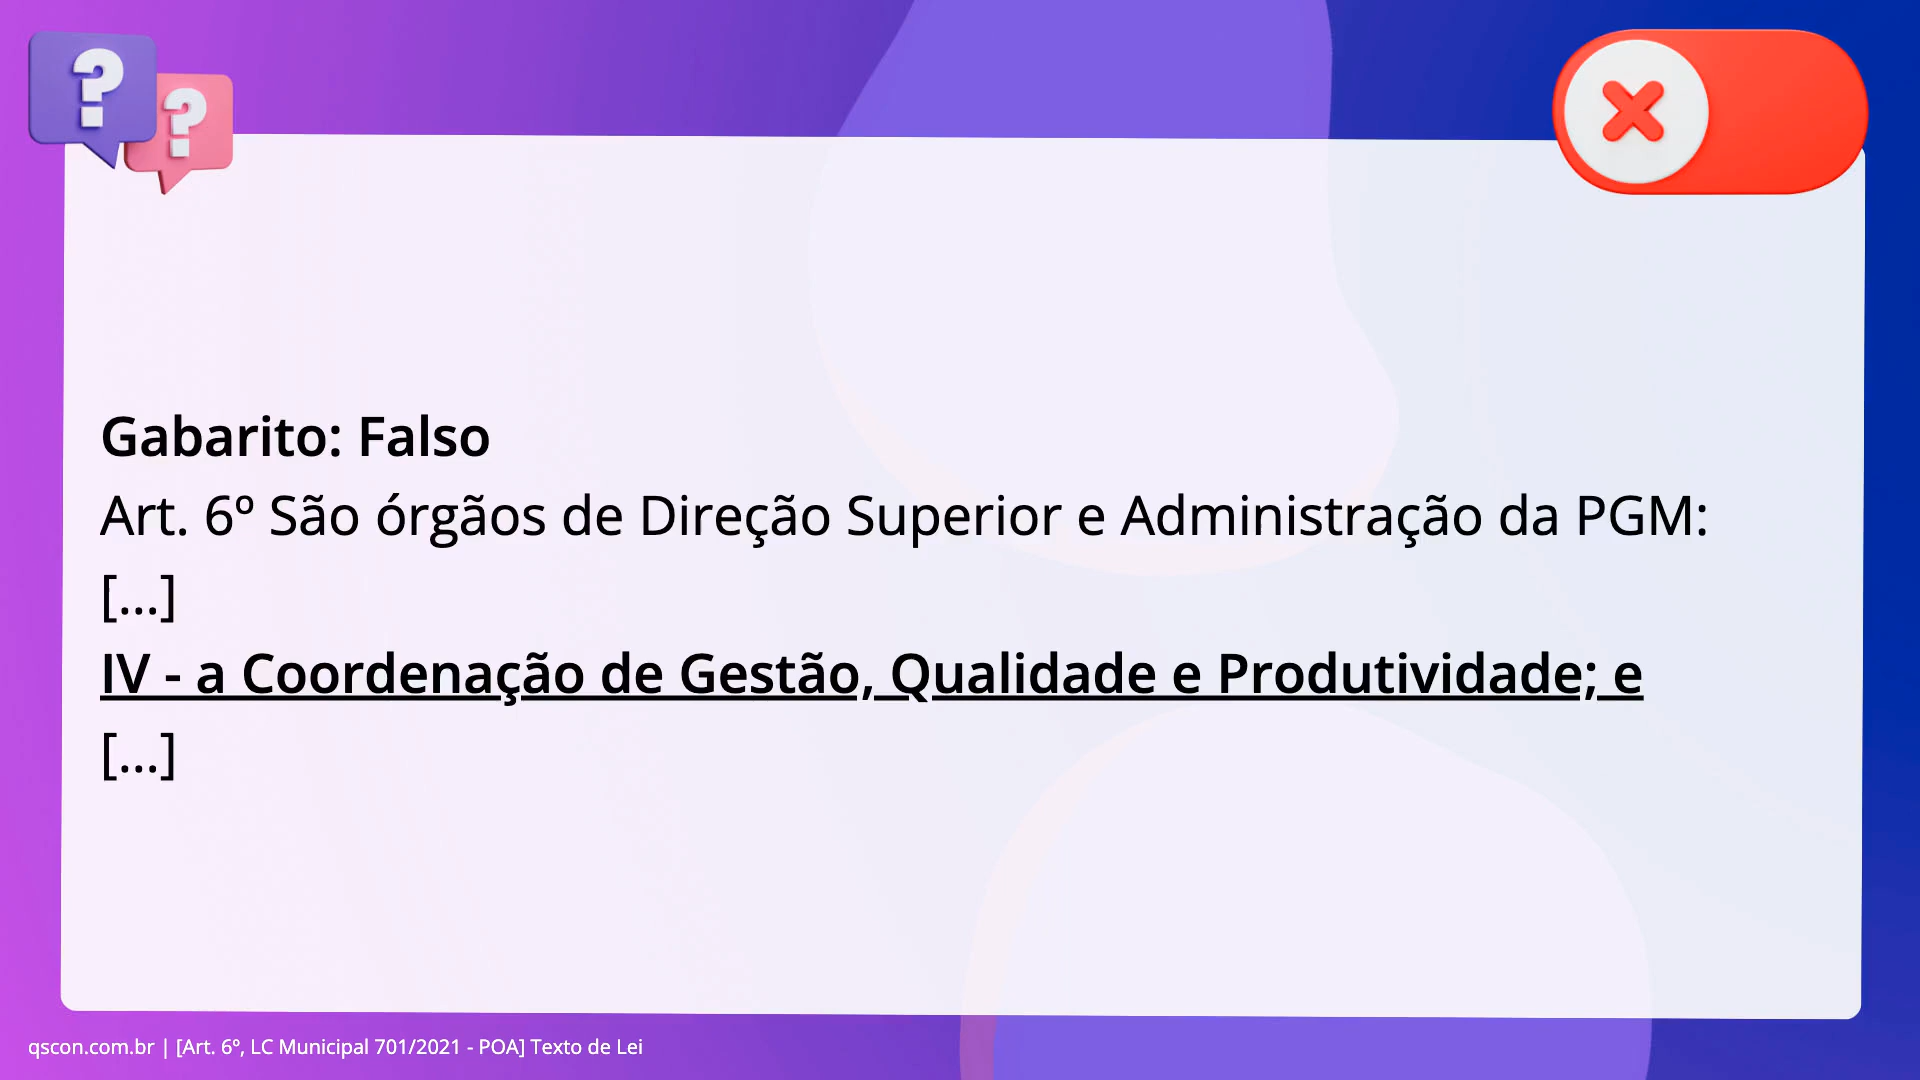 Gabarito: Falso
Art. 6º São órgãos de Direção Superior e Administração da PGM:
[...]
IV - a Coordenação de Gestão, Qualidade e Produtividade; e
[...]
qscon.com.br | [Art. 6º, LC Municipal 701/2021 - POA] Texto de Lei